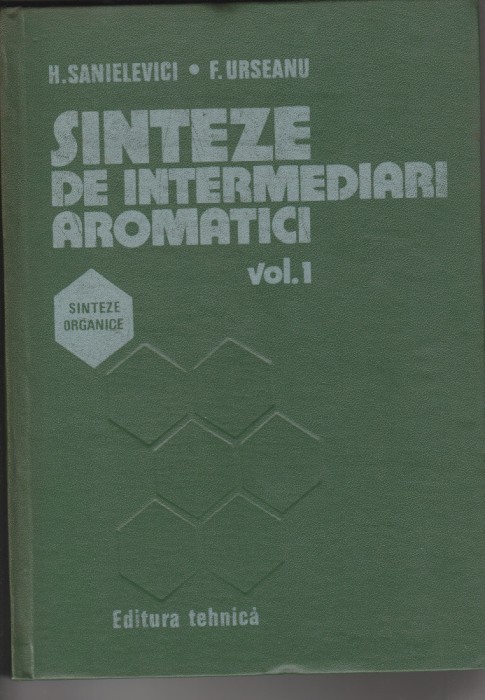 H. SANIELEVICI • F. URSEANU
SINTEZE
DE INTERMEDIARI
AROMATICI
vol. 1
SINTEZE
ORGANICE
Editura tehnică